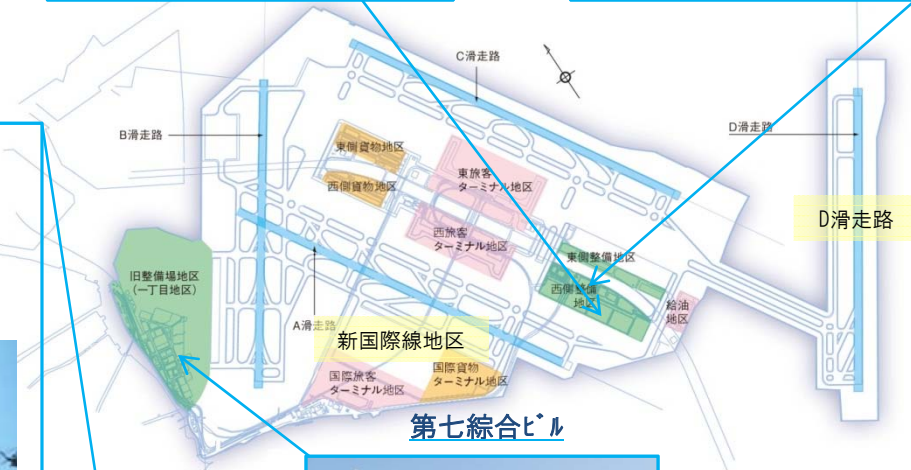 C滑走路
B滑走路
D滑走路
東側貨物地区
西側貨物地区
東旅客
ターミナル地区
西旅客
ターミナル地区
D滑走路
東側整備地区
西側整備
地区
給油
地区
旧整備場地区
(一丁目地区)
A滑走路
新国際線地区
国際旅客
ターミナル地区
国際貨物
ターミナル地区
第七綜合ビル